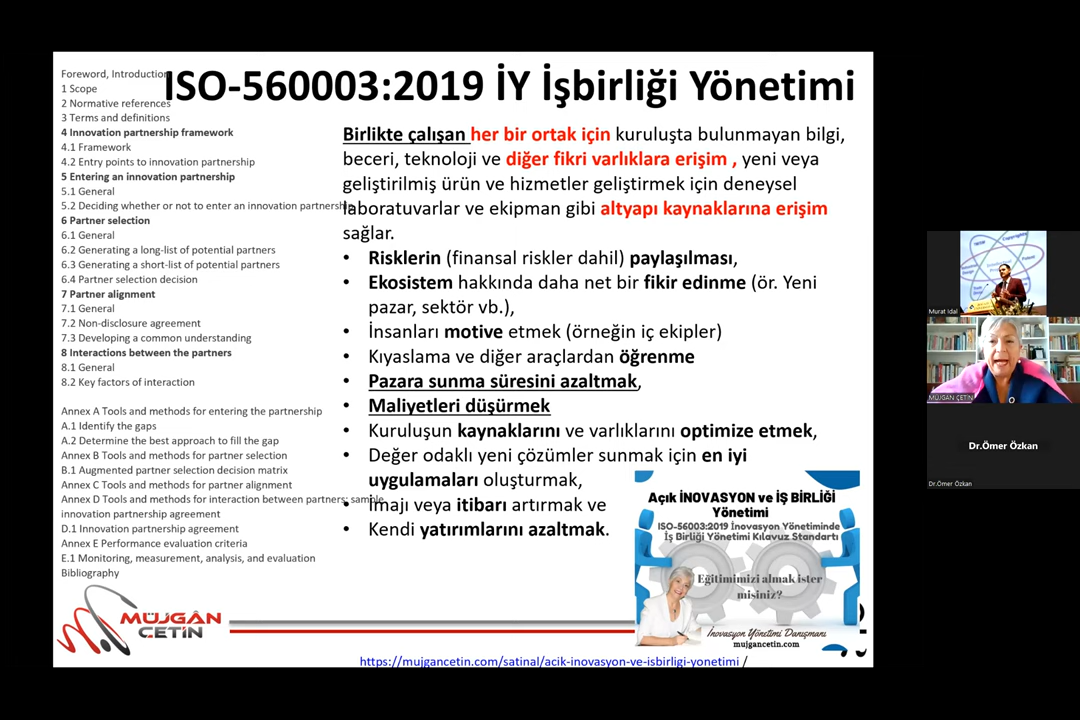 ISO-560003:2019 İY İşbirliği Yönetimi
Foreword, Introduction
1 Scope
2 Normative references
3 Terms and definitions
4 Innovation partnership framework
4.1 Framework
4.2 Entry points to innovation partnership
5 Entering an innovation partnership
5.1 General
5.2 Deciding whether or not to enter an innovation partnership
6 Partner selection
6.1 General
6.2 Generating a long-list of potential partners
6.3 Generating a short-list of potential partners
6.4 Partner selection decision
7 Partner alignment
7.1 General
7.2 Non-disclosure agreement
7.3 Developing a common understanding
8 Interactions between the partners
8.1 General
8.2 Key factors of interaction
Annex A Tools and methods for entering the partnership
A.1 Identify the gaps
A.2 Determine the best approach to fill the gap
Annex B Tools and methods for partner selection
B.1 Augmented partner selection decision matrix
Annex C Tools and methods for partner alignment
Annex D Tools and methods for interaction between partners: sample
innovation partnership agreement
D.1 Innovation partnership agreement
Annex E Performance evaluation criteria
E.1 Monitoring, measurement, analysis, and evaluation
Bibliography
Birlikte çalışan her bir ortak için kuruluşta bulunmayan bilgi,
beceri, teknoloji ve diğer fikri varlıklara erişim , yeni veya
geliştirilmiş ürün ve hizmetler geliştirmek için deneysel
laboratuvarlar ve ekipman gibi altyapı kaynaklarına erişim
sağlar.
• Risklerin (finansal riskler dahil) paylaşılması,
• Ekosistem hakkında daha net bir fikir edinme (ör. Yeni
pazar, sektör vb.),
• İnsanları motive etmek (örneğin iç ekipler)
• Kıyaslama ve diğer araçlardan öğrenme
• Pazara sunma süresini azaltmak,
• Maliyetleri düşürmek
• Kuruluşun kaynaklarını ve varlıklarını optimize etmek,
• Değer odaklı yeni çözümler sunmak için en iyi
uygulamaları oluşturmak,
• İmajı veya itibarı artırmak ve
• Kendi yatırımlarını azaltmak.
Açık İNOVASYON ve İŞ BİRLİĞİ
Yönetimi
ISO-56003:2019 İnovasyon Yönetiminde
İş Birliği Yönetimi Kılavuz Standartı
Eğitimimizi almak ister
misiniz?
İnovasyon Yönetimi Danışmanı
mujgancetin.com
MÜJGÂN
ÇETİN
https://mujgancetin.com/satinal/acik-inovasyon-ve-isbirligi-yonetimi /
Murat idal
MÜJGAN ÇETİN
Dr.Ömer Özkan
Dr.Ömer Özkan